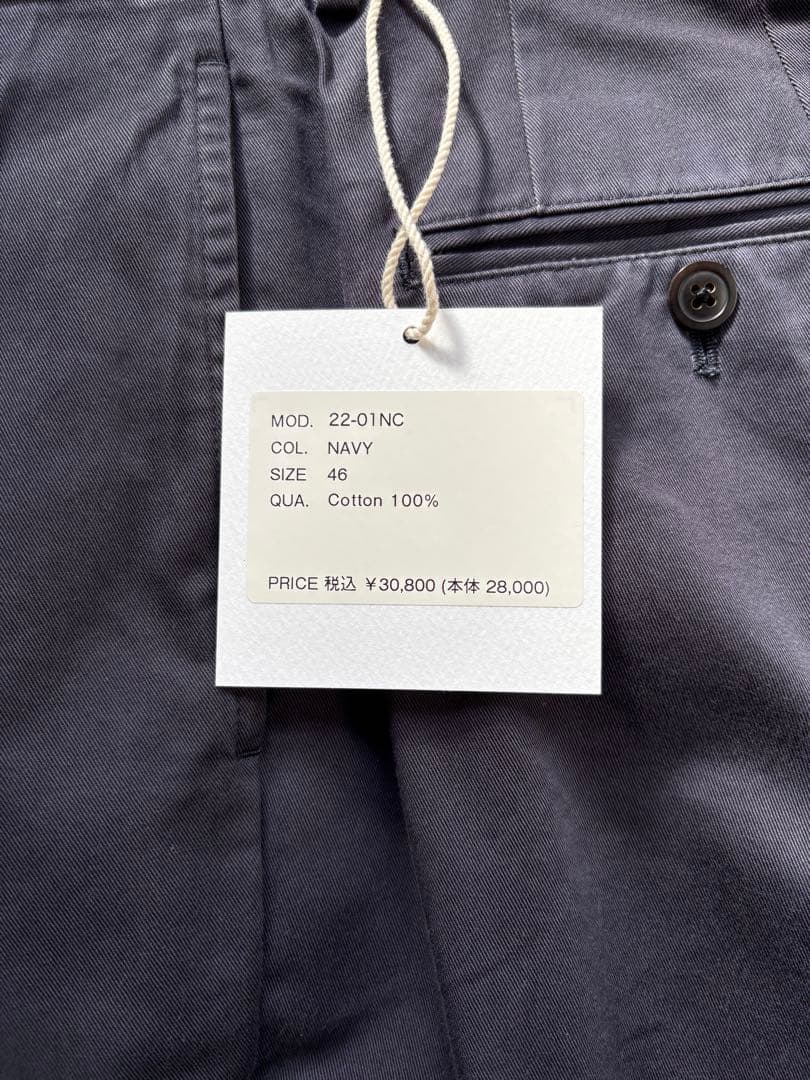 MOD. 22-01NC
COL. NAVY
SIZE 46
QUA. Cotton 100%
PRICE 税込 ¥30,800 (本体 28,000)